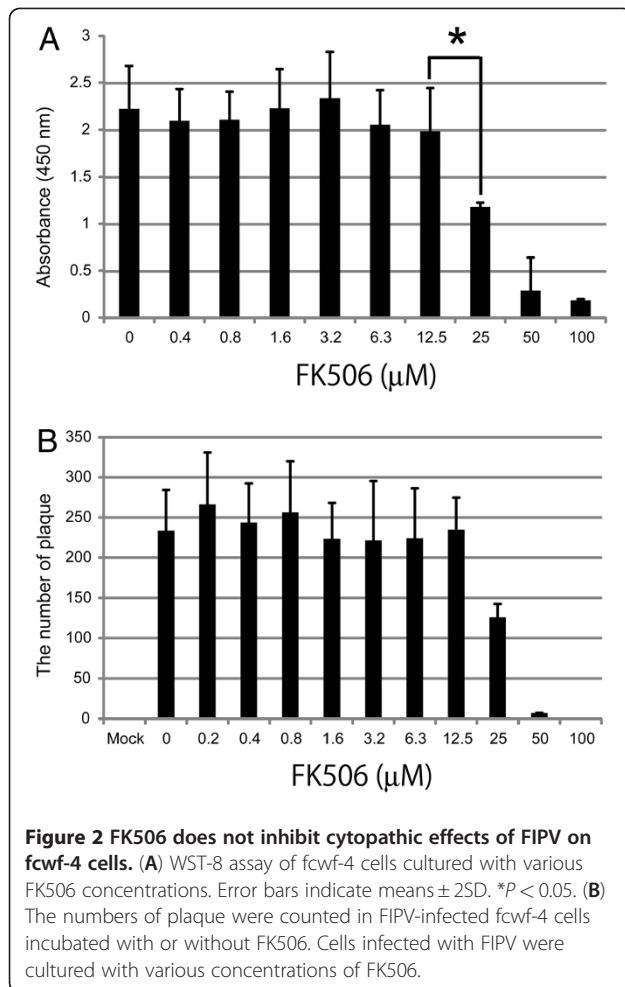 A
3
2.5
2
1.5
1
0.5
0
Absorbance (450 nm)
*
0 0.4 0.8 1.6 3.2 6.3 12.5 25 50 100
FK506 (μM)
B
350
300
250
200
150
100
50
0
The number of plaque
Mock 0 0.2 0.4 0.8 1.6 3.2 6.3 12.5 25 50 100
FK506 (μM)
Figure 2 FK506 does not inhibit cytopathic effects of FIPV on
fcwf-4 cells. (A) WST-8 assay of fcwf-4 cells cultured with various
FK506 concentrations. Error bars indicate means ± 2SD. *P < 0.05. (B)
The numbers of plaque were counted in FIPV-infected fcwf-4 cells
incubated with or without FK506. Cells infected with FIPV were
cultured with various concentrations of FK506.